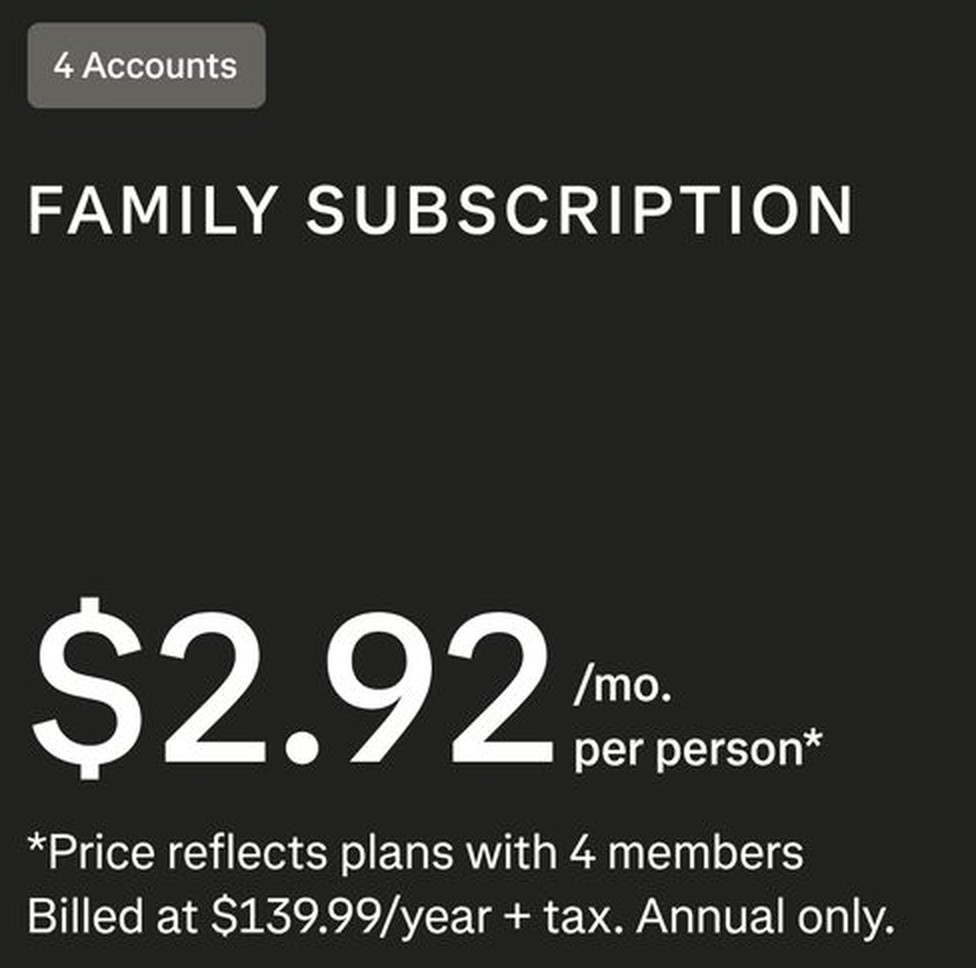 4 Accounts
FAMILY SUBSCRIPTION
$2.92 /mo.
per person*
*Price reflects plans with 4 members
Billed at $139.99/year + tax. Annual only.